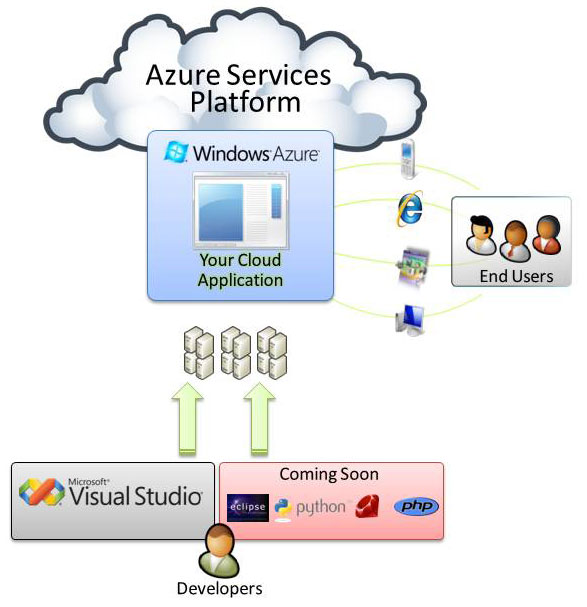 Azure Services
Platform
Windows Azure
Your Cloud
Application
End Users
Microsoft®
Visual Studio
Coming Soon
eclipse
python
php
Developers